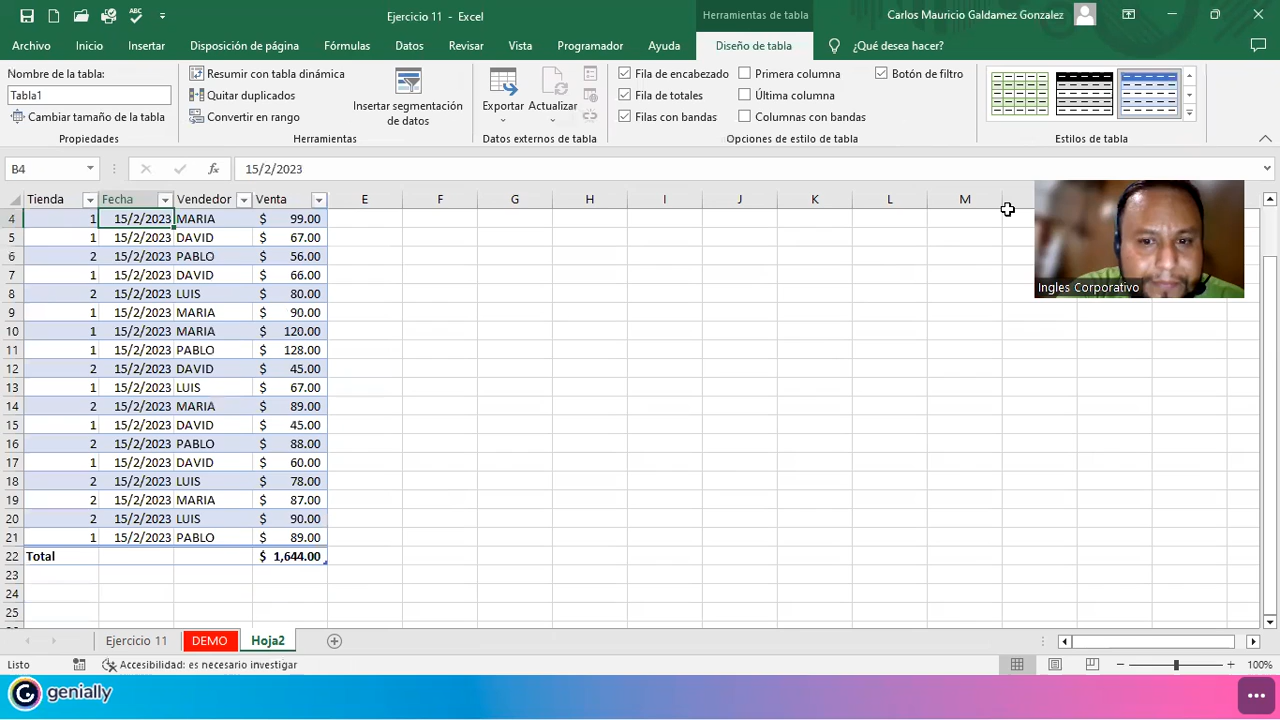 Ejercicio 11 - Excel
Herramientas de tabla
Carlos Mauricio Galdamez Gonzalez
Archivo Inicio Insertar Disposición de página Fórmulas Datos Revisar Vista Programador Ayuda Diseño de tabla ¿Qué desea hacer?
Nombre de la tabla:
Tabla1
Cambiar tamaño de la tabla
Propiedades
Resumir con tabla dinámica
Quitar duplicados
Convertir en rango
Insertar segmentación
de datos
Herramientas
Exportar Actualizar
Datos externos de tabla
Fila de encabezado Primera columna Botón de filtro
Fila de totales Última columna
Filas con bandas Columnas con bandas
Opciones de estilo de tabla
Estilos de tabla
B4 fx 15/2/2023
Tienda Fecha Vendedor Venta E F G H I J K L M
4 1 15/2/2023 MARIA $ 99.00
5 1 15/2/2023 DAVID $ 67.00
6 2 15/2/2023 PABLO $ 56.00
7 1 15/2/2023 DAVID $ 66.00
8 2 15/2/2023 LUIS $ 80.00
9 1 15/2/2023 MARIA $ 90.00
10 1 15/2/2023 MARIA $ 120.00
11 1 15/2/2023 PABLO $ 128.00
12 2 15/2/2023 DAVID $ 45.00
13 1 15/2/2023 LUIS $ 67.00
14 2 15/2/2023 MARIA $ 89.00
15 1 15/2/2023 DAVID $ 45.00
16 2 15/2/2023 PABLO $ 88.00
17 1 15/2/2023 DAVID $ 60.00
18 2 15/2/2023 LUIS $ 78.00
19 2 15/2/2023 MARIA $ 87.00
20 2 15/2/2023 LUIS $ 90.00
21 1 15/2/2023 PABLO $ 89.00
22 Total $ 1,644.00
23
24
25
Ingles Corporativo
Ejercicio 11 DEMO Hoja2
Listo Accesibilidad: es necesario investigar 100%
genially